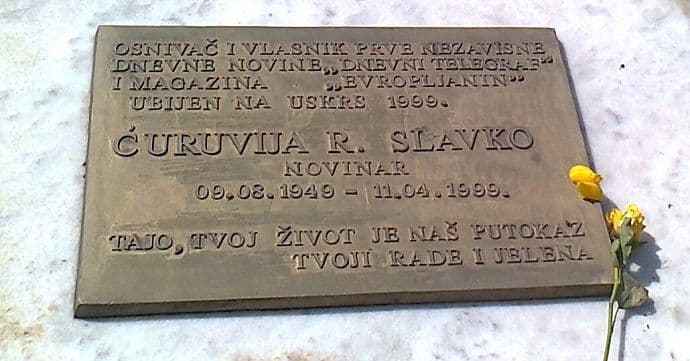 OSNIVAČ I VLASNIK PRVE NEZAVISNE
DNEVNE NOVINE„DNEVNI TELEGRAF”
I MAGAZINA „EVROPLJANIN”
UBIJEN NA USKRS 1999.
ĆURUVIJA R. SLAVKO
NOVINAR
09.08.1949 – 11.04.1999.
TAJO, TVOJ ŽIVOT JE NAŠ PUTOKAZ
TVOJI RADE I JELENA